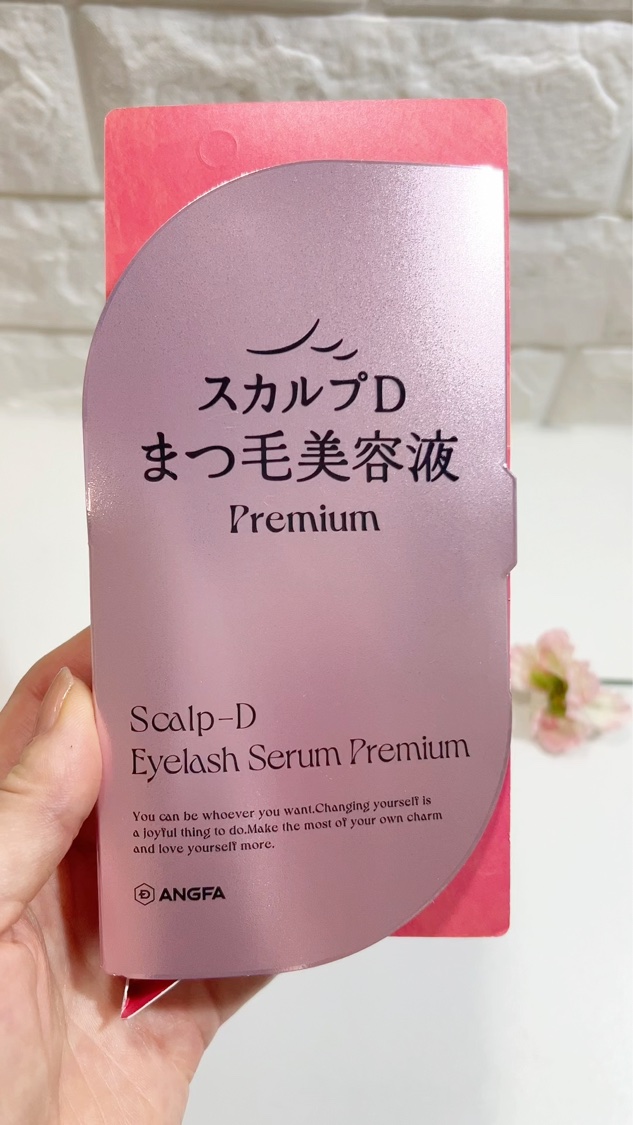 スカルプD
まつ毛美容液
Premium
Scalp-D
Eyelash Serum Premium
You can be whoever you want.Changing yourself is
a joyful thing to do.Make the most of your own charm
and love yourself more.
ANGFA